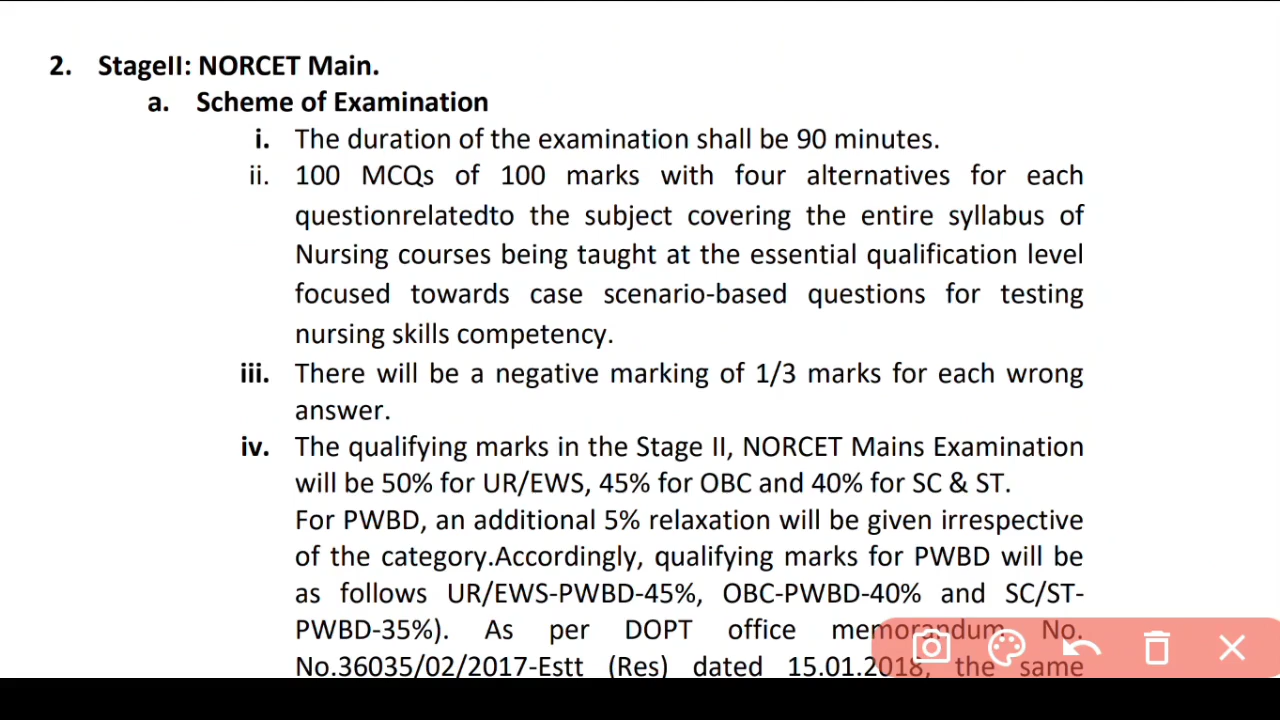 2. StageII: NORCET Main.
a. Scheme of Examination
i. The duration of the examination shall be 90 minutes.
ii. 100 MCQs of 100 marks with four alternatives for each
questionrelatedto the subject covering the entire syllabus of
Nursing courses being taught at the essential qualification level
focused towards case scenario-based questions for testing
nursing skills competency.
iii. There will be a negative marking of 1/3 marks for each wrong
answer.
iv. The qualifying marks in the Stage II, NORCET Mains Examination
will be 50% for UR/EWS, 45% for OBC and 40% for SC & ST.
For PWBD, an additional 5% relaxation will be given irrespective
of the category.Accordingly, qualifying marks for PWBD will be
as follows UR/EWS-PWBD-45%, OBC-PWBD-40% and SC/ST-
PWBD-35%). As per DOPT office memorandum No.
No.36035/02/2017-Estt (Res) dated 15.01.2018, the same